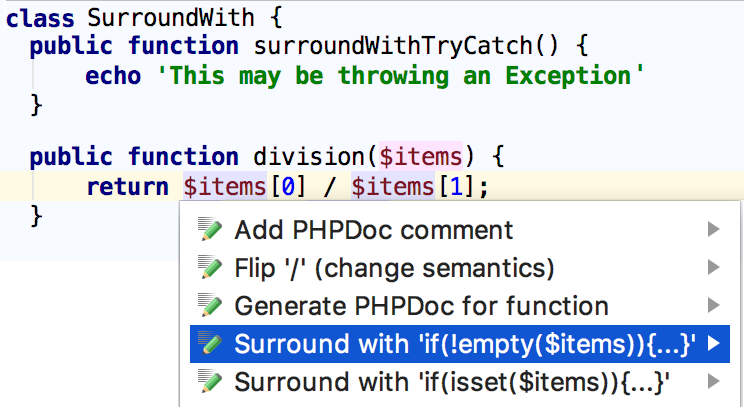 class SurroundWith {
public function surroundWithTryCatch() {
echo 'This may be throwing an Exception'
}
public function division($items) {
return $items[0] / $items[1];
}
Add PHPDoc comment
Flip '/' (change semantics)
Generate PHPDoc for function
Surround with 'if(!empty($items)){...}'
Surround with 'if(isset($items)){...}'